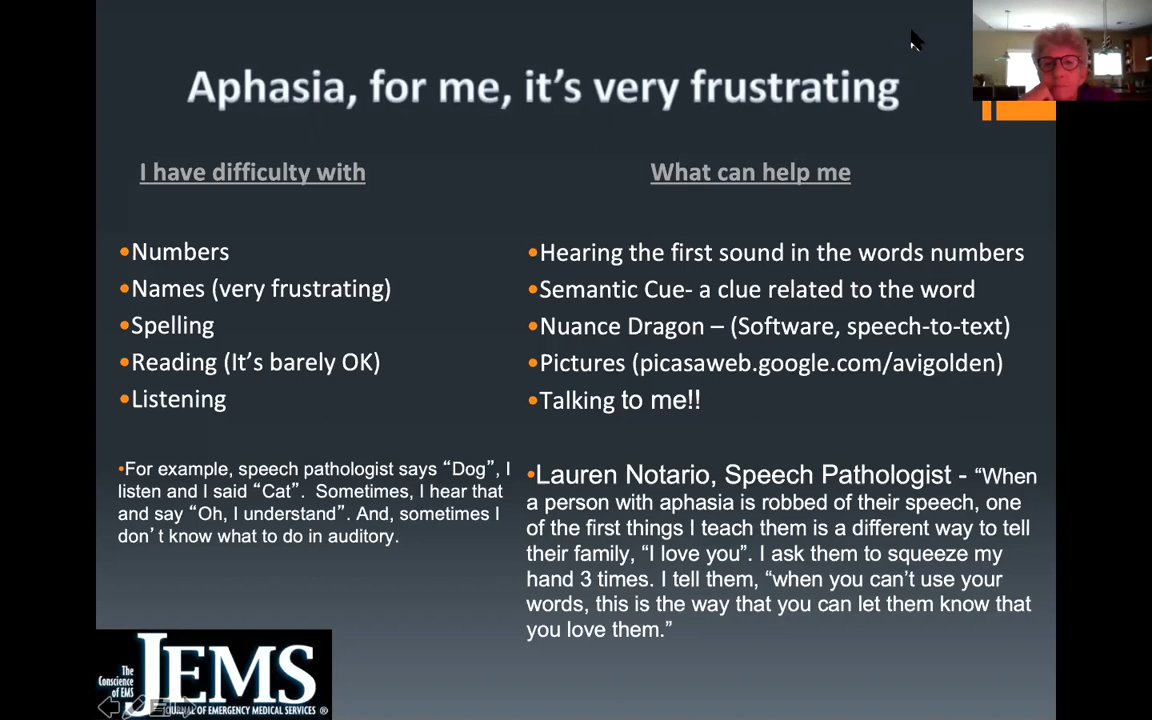 Aphasia, for me, it's very frustrating
I have difficulty with
•Numbers
•Names (very frustrating)
•Spelling
•Reading (It's barely OK)
•Listening
•For example, speech pathologist says “Dog”, I
listen and I said “Cat”.  Sometimes, I hear that
and say “Oh, I understand”. And, sometimes I
don't know what to do in auditory.
What can help me
•Hearing the first sound in the words numbers
•Semantic Cue- a clue related to the word
•Nuance Dragon – (Software, speech-to-text)
•Pictures (picasaweb.google.com/avigolden)
•Talking to me!!
•Lauren Notario, Speech Pathologist - “When
a person with aphasia is robbed of their speech, one
of the first things I teach them is a different way to tell
their family, “I love you”. I ask them to squeeze my
hand 3 times. I tell them, “when you can't use your
words, this is the way that you can let them know that
you love them.”
The
Conscience
of EMS
JEMS
JOURNAL OF EMERGENCY MEDICAL SERVICES ®